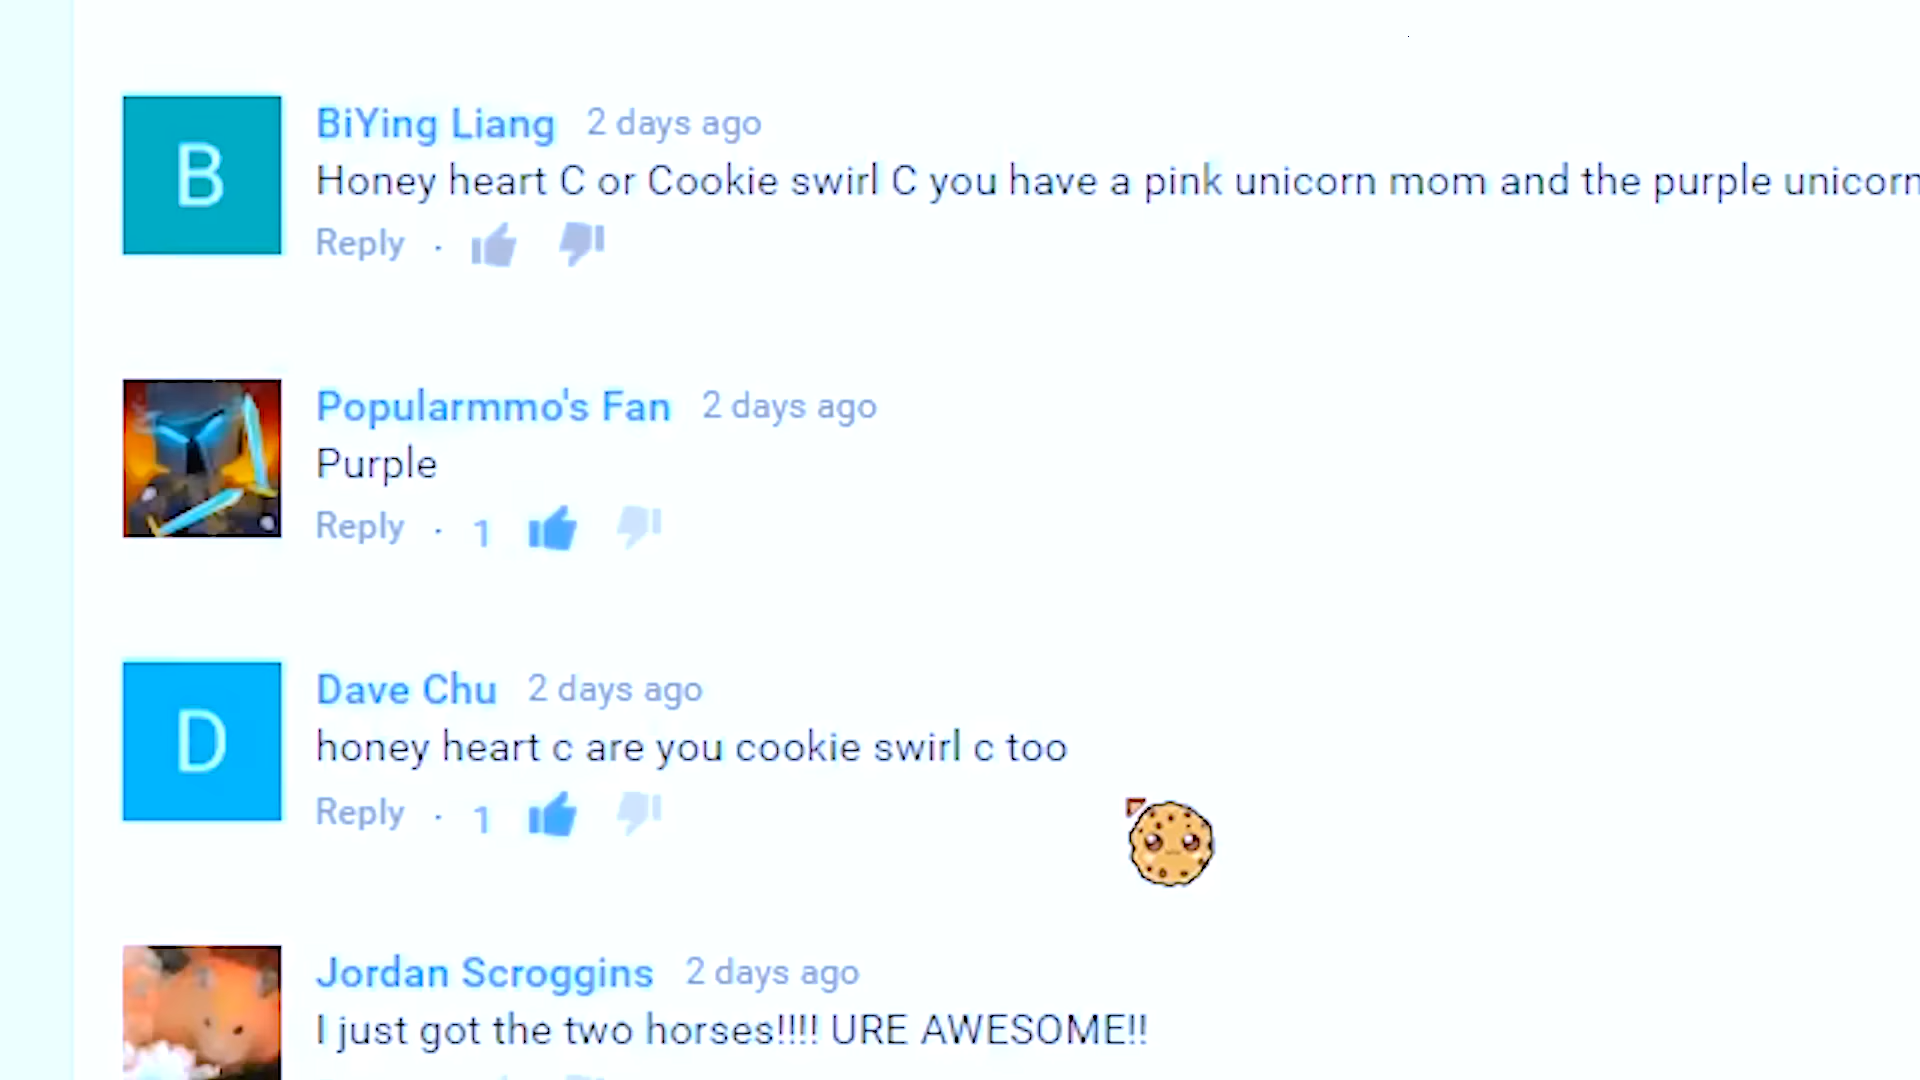 B
BiYing Liang 2 days ago
Honey heart C or Cookie swirl C you have a pink unicorn mom and the purple unicorn
Reply ·
Popularmmo's Fan 2 days ago
Purple
Reply · 1
D
Dave Chu 2 days ago
honey heart c are you cookie swirl c too
Reply · 1
Jordan Scroggins 2 days ago
I just got the two horses!!!! URE AWESOME!!